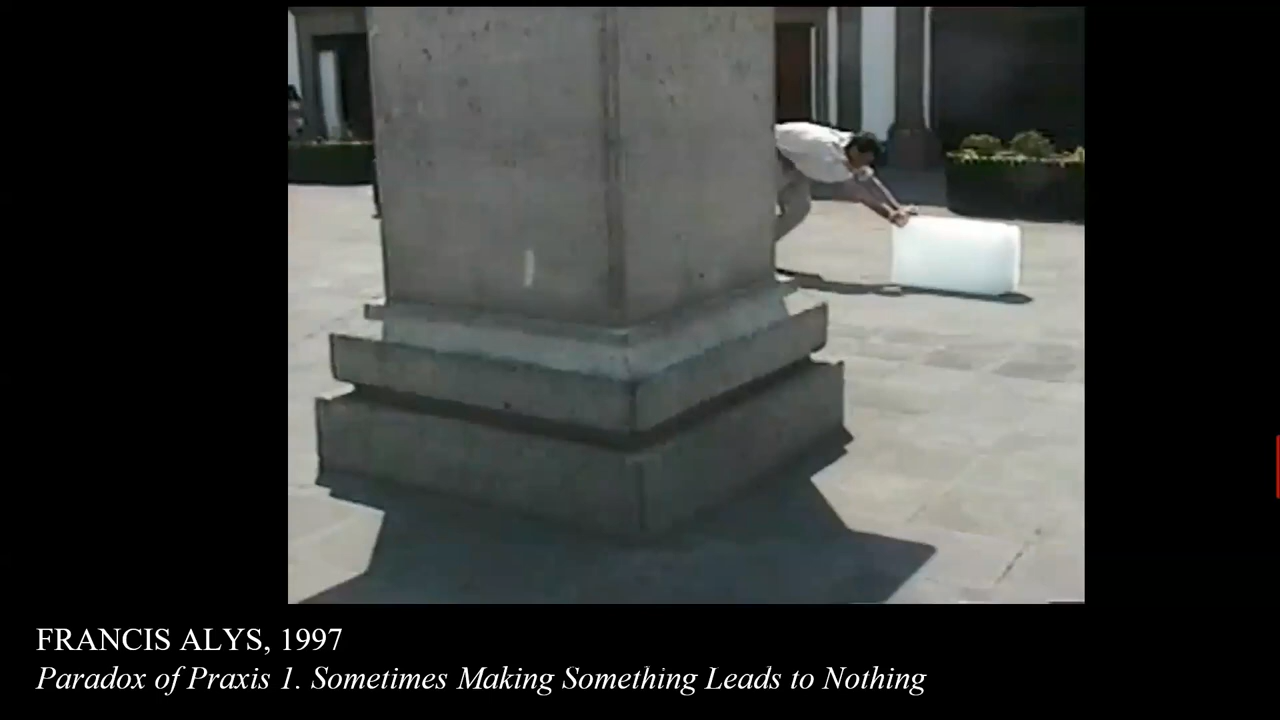 FRANCIS ALYS, 1997
Paradox of Praxis 1. Sometimes Making Something Leads to Nothing